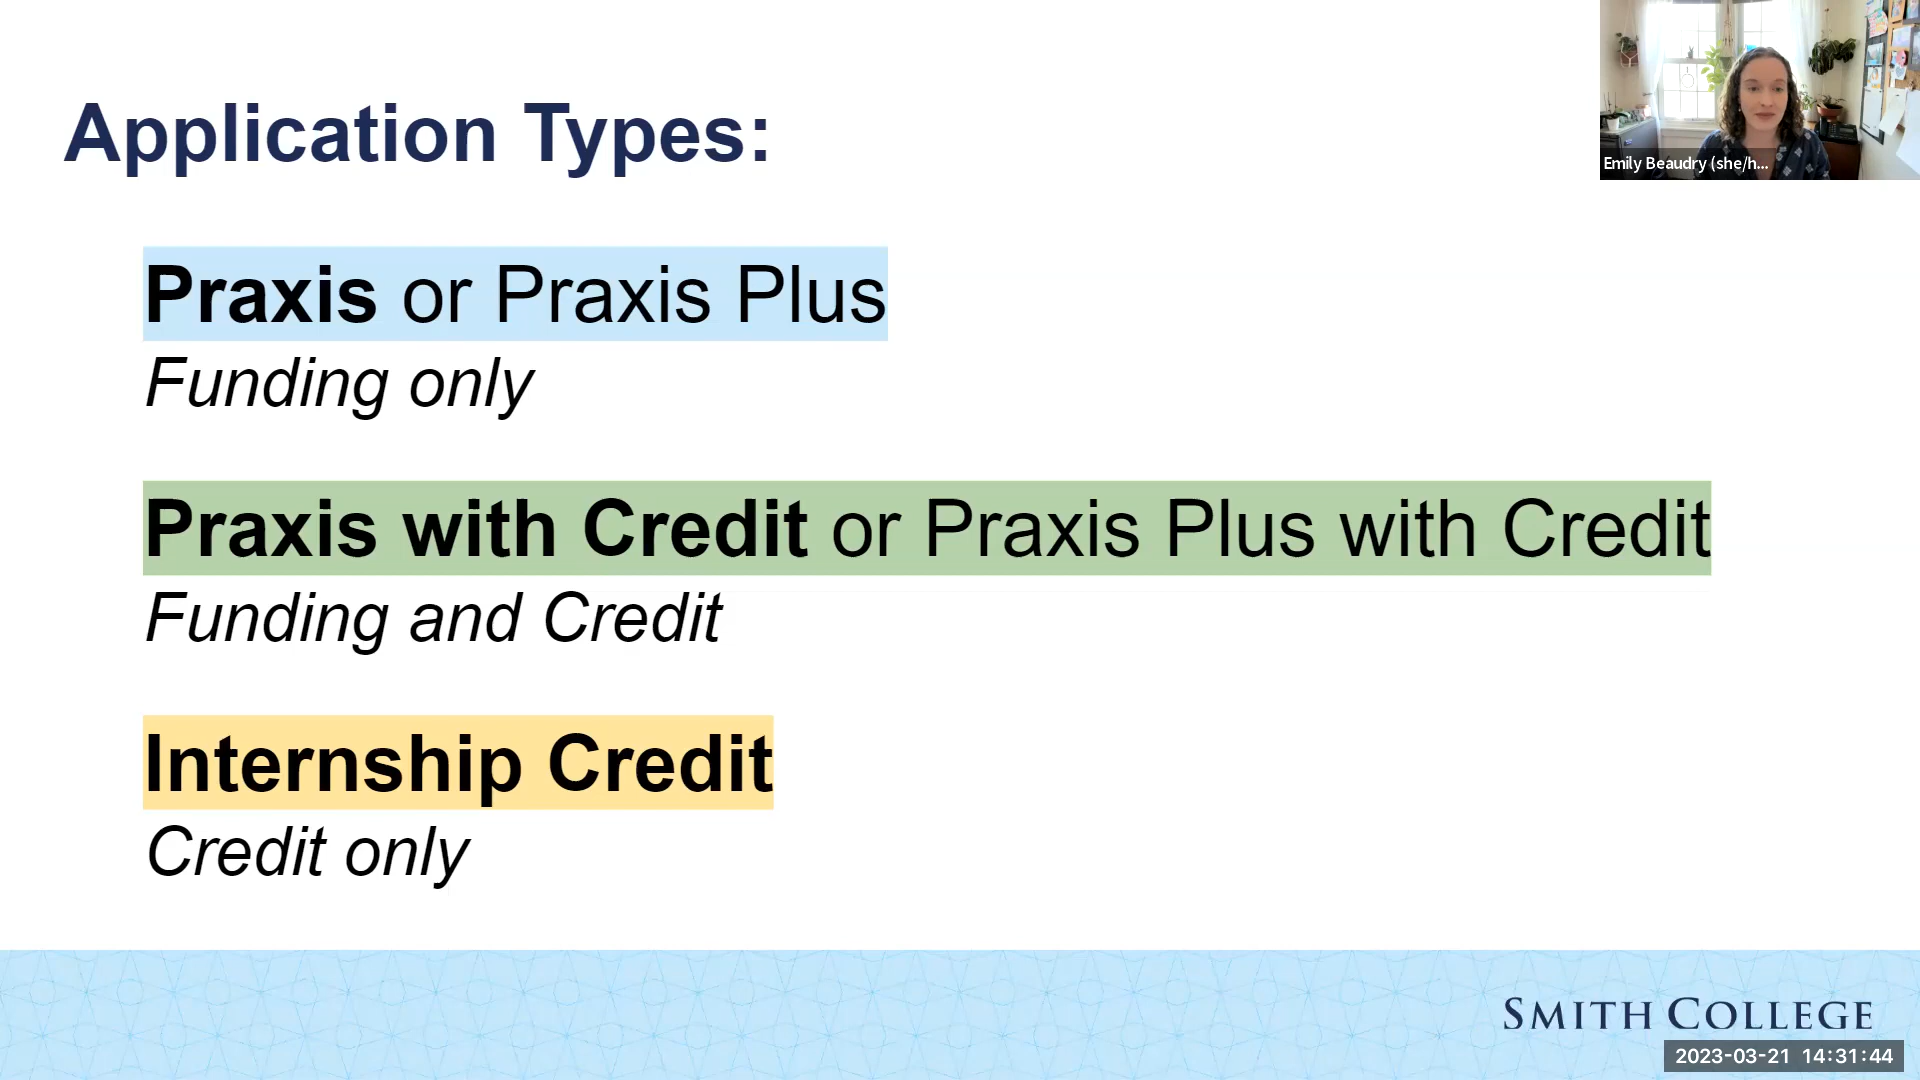 Application Types:
Emily Beaudry (she/h...
Praxis or Praxis Plus
Funding only
Praxis with Credit or Praxis Plus with Credit
Funding and Credit
Internship Credit
Credit only
SMITH COLLEGE
2023-03-21 14:31:44